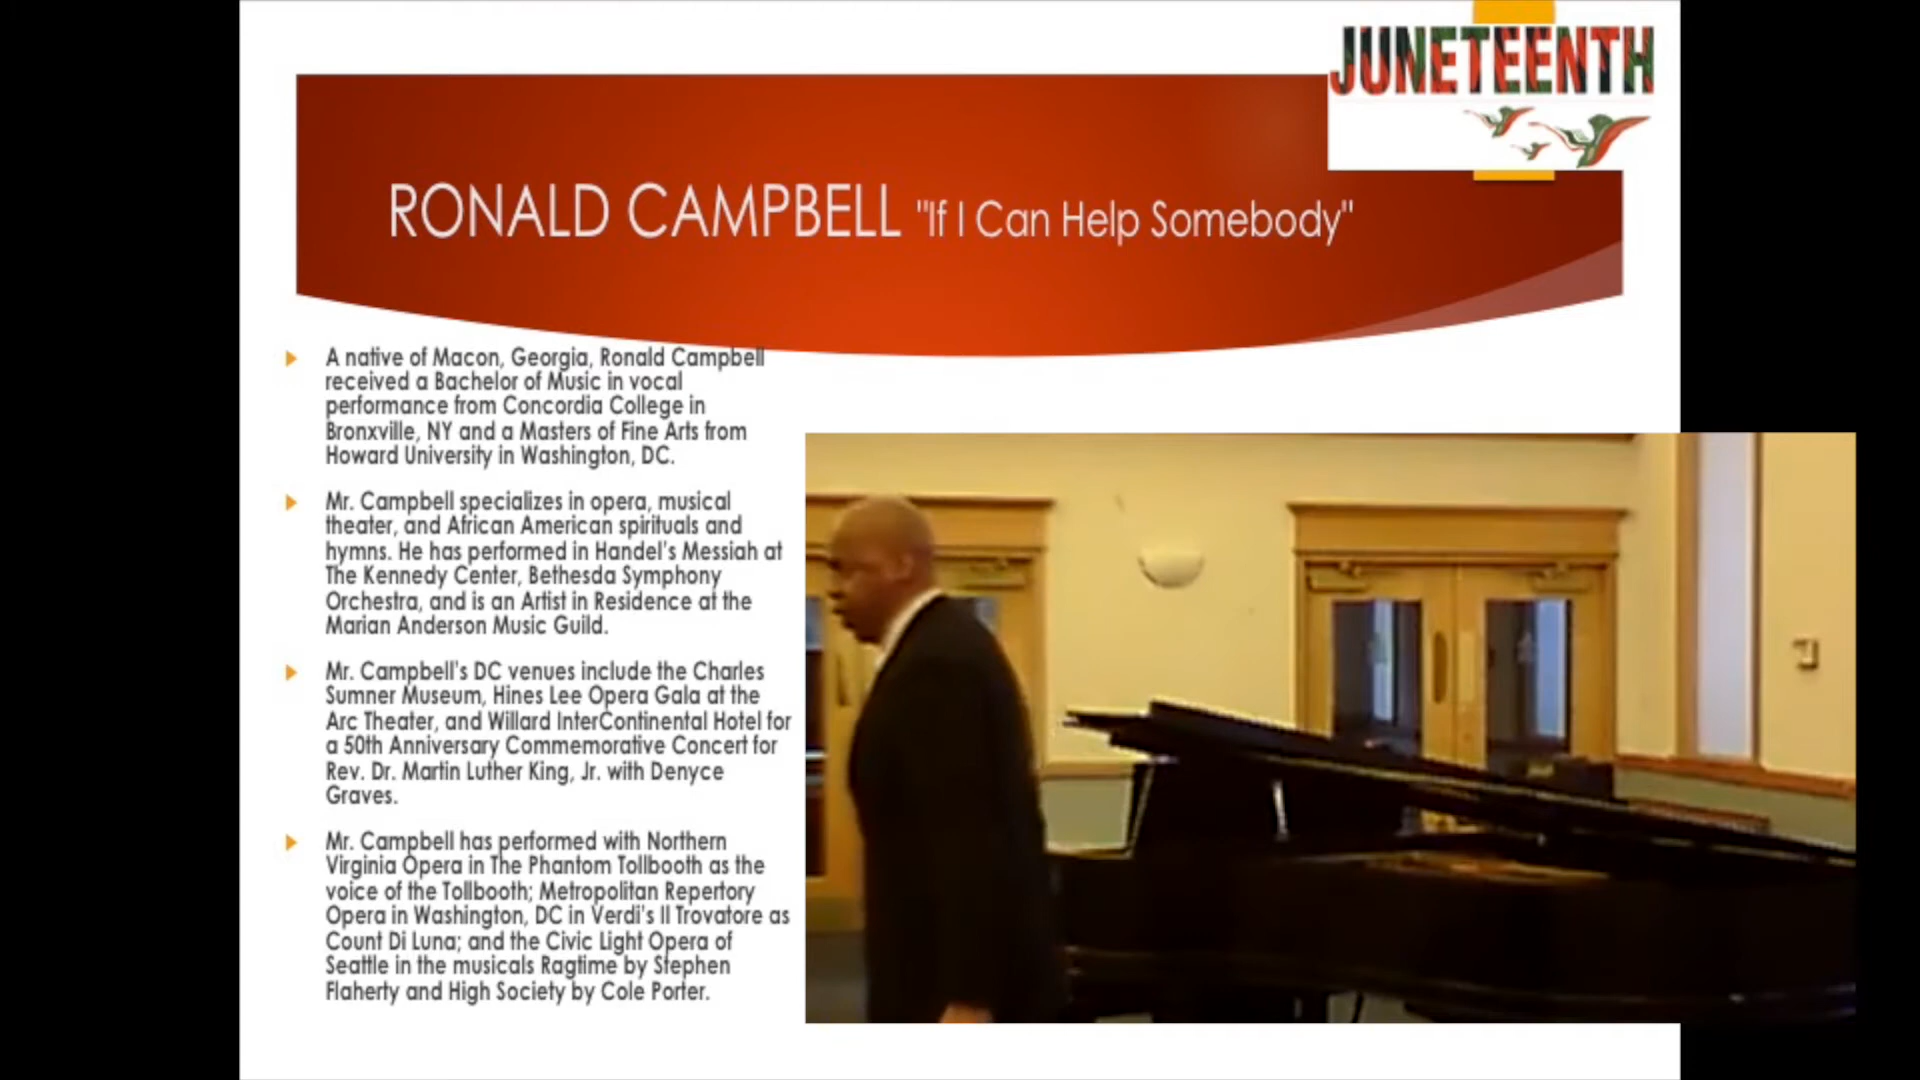 JUNETEENTH
RONALD CAMPBELL "If I Can Help Somebody"
A native of Macon, Georgia, Ronald Campbell
received a Bachelor of Music in vocal
performance from Concordia College in
Bronxville, NY and a Masters of Fine Arts from
Howard University in Washington, DC.
Mr. Campbell specializes in opera, musical
theater, and African American spirituals and
hymns. He has performed in Handel's Messiah at
The Kennedy Center, Bethesda Symphony
Orchestra, and is an Artist in Residence at the
Marian Anderson Music Guild.
Mr. Campbell's DC venues include the Charles
Sumner Museum, Hines Lee Opera Gala at the
Arc Theater, and Willard InterContinental Hotel for
a 50th Anniversary Commemorative Concert for
Rev. Dr. Martin Luther King, Jr. with Denyce
Graves.
Mr. Campbell has performed with Northern
Virginia Opera in The Phantom Tollbooth as the
voice of the Tollbooth; Metropolitan Repertory
Opera in Washington, DC in Verdi's Il Trovatore as
Count Di Luna; and the Civic Light Opera of
Seattle in the musicals Ragtime by Stephen
Flaherty and High Society by Cole Porter.